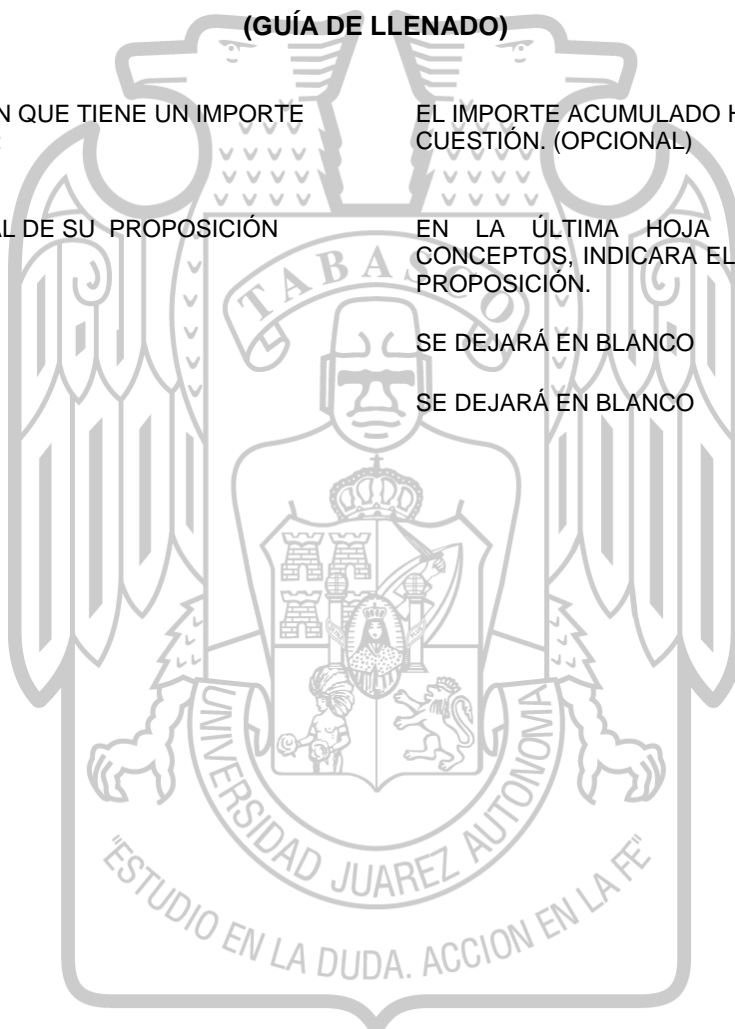 (GUÍA DE LLENADO)
N QUE TIENE UN IMPORTE
EL IMPORTE ACUMULADO H
CUESTIÓN. (OPCIONAL)
L DE SU PROPOSICIÓN
EN LA ÚLTIMA HOJA
CONCEPTOS, INDICARA EL
PROPOSICIÓN.
SE DEJARÁ EN BLANCO
SE DEJARÁ EN BLANCO
TABASCO
UNIVERSIDAD JUAREZ AUTONOMA
"ESTUDIO EN LA DUDA. ACCION EN LA FE"